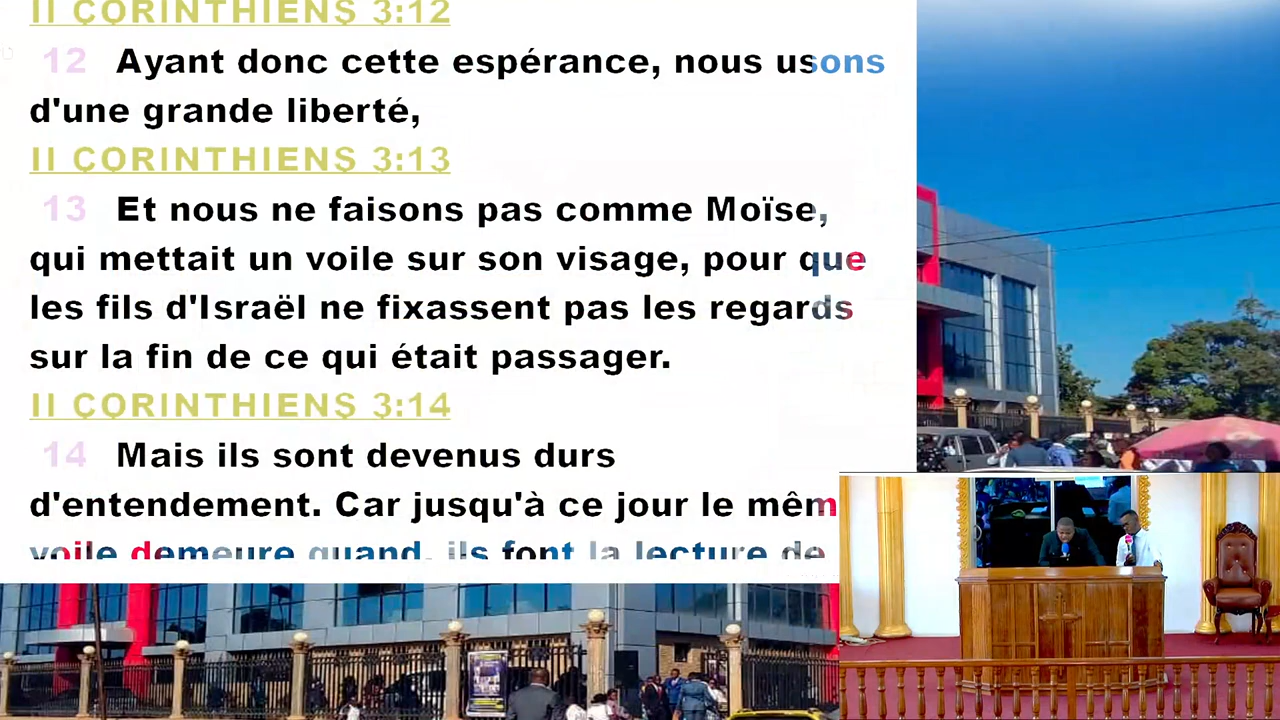 II CORINTHIENS 3:12
12 Ayant donc cette espérance, nous usons
d'une grande liberté,
II CORINTHIENS 3:13
13 Et nous ne faisons pas comme Moïse,
qui mettait un voile sur son visage, pour que
les fils d'Israël ne fixassent pas les regards
sur la fin de ce qui était passager.
II CORINTHIENS 3:14
14 Mais ils sont devenus durs
d'entendement. Car jusqu'à ce jour le mêm
voile demeure quand, ils font la lecture de